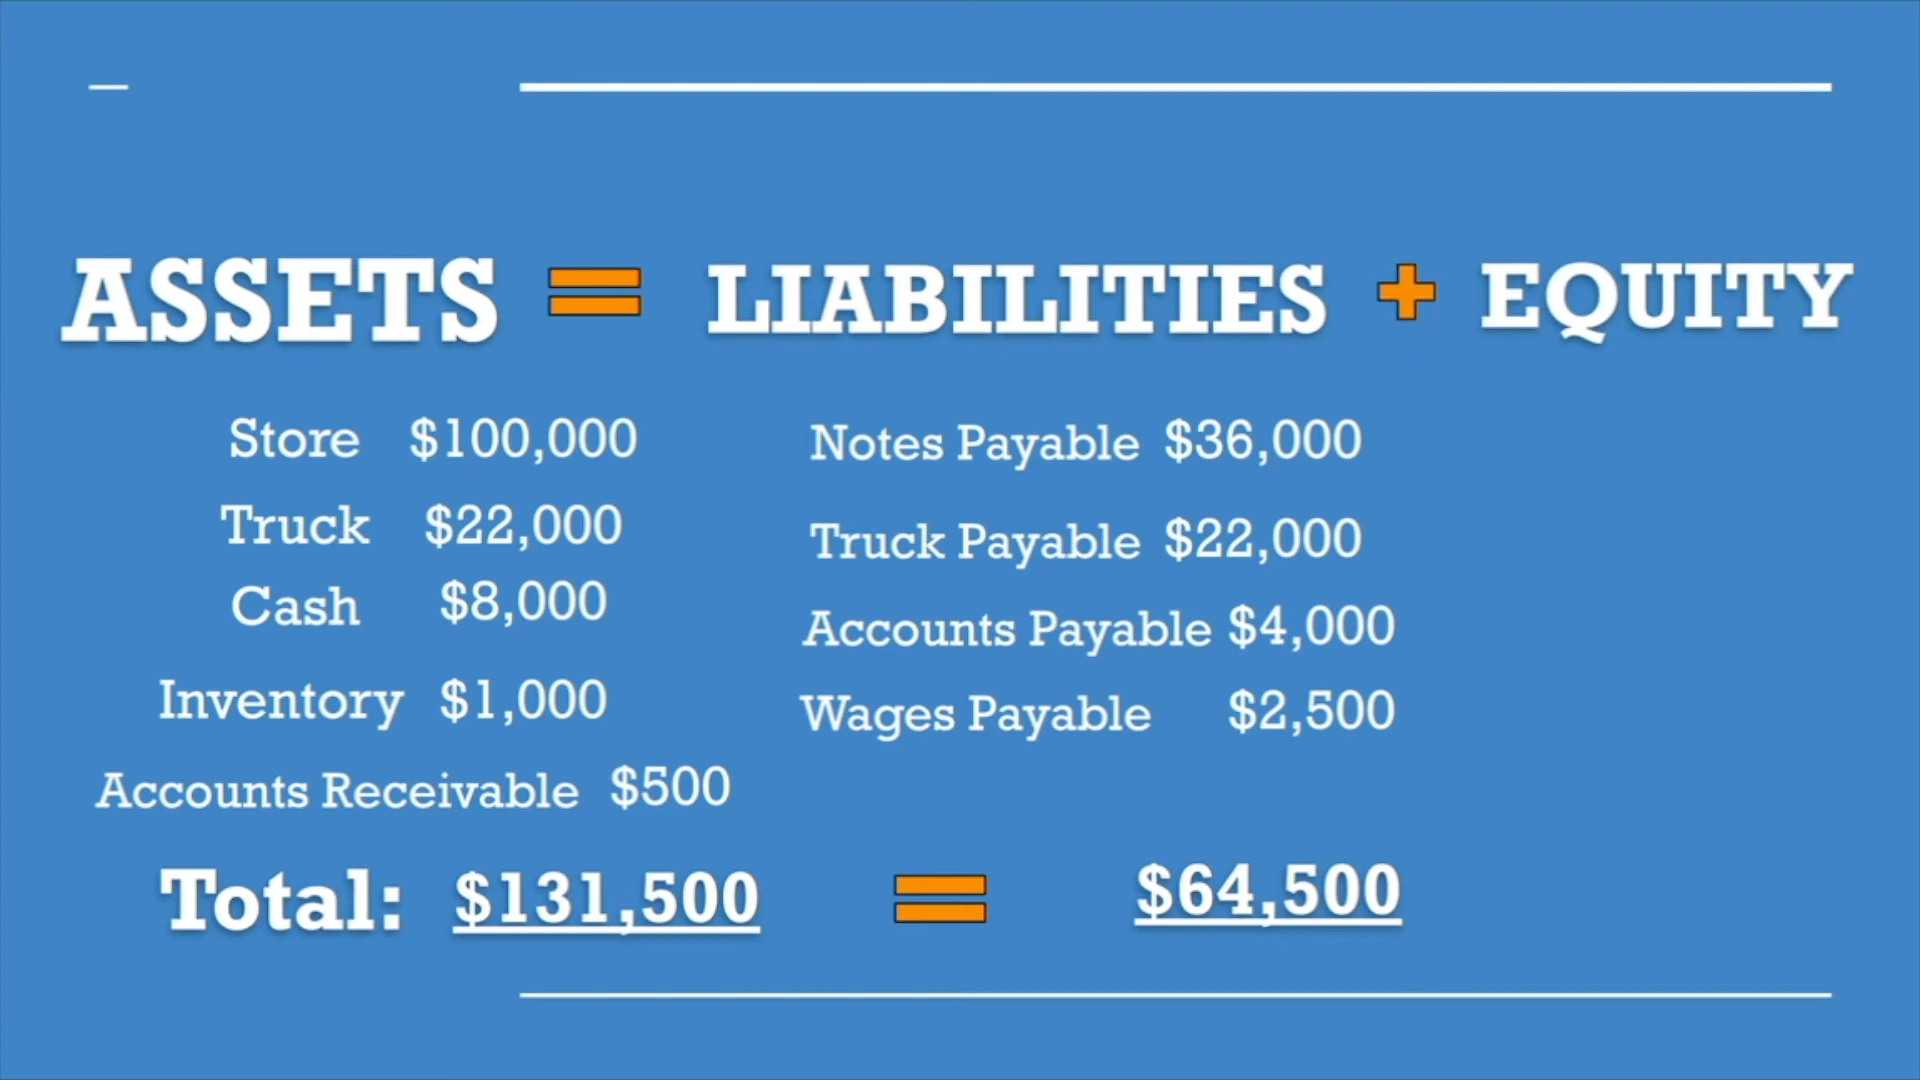 ASSETS = LIABILITIES + EQUITY
Store $100,000 Notes Payable $36,000
Truck $22,000 Truck Payable $22,000
Cash $8,000 Accounts Payable $4,000
Inventory $1,000 Wages Payable $2,500
Accounts Receivable $500
Total: $131,500 = $64,500